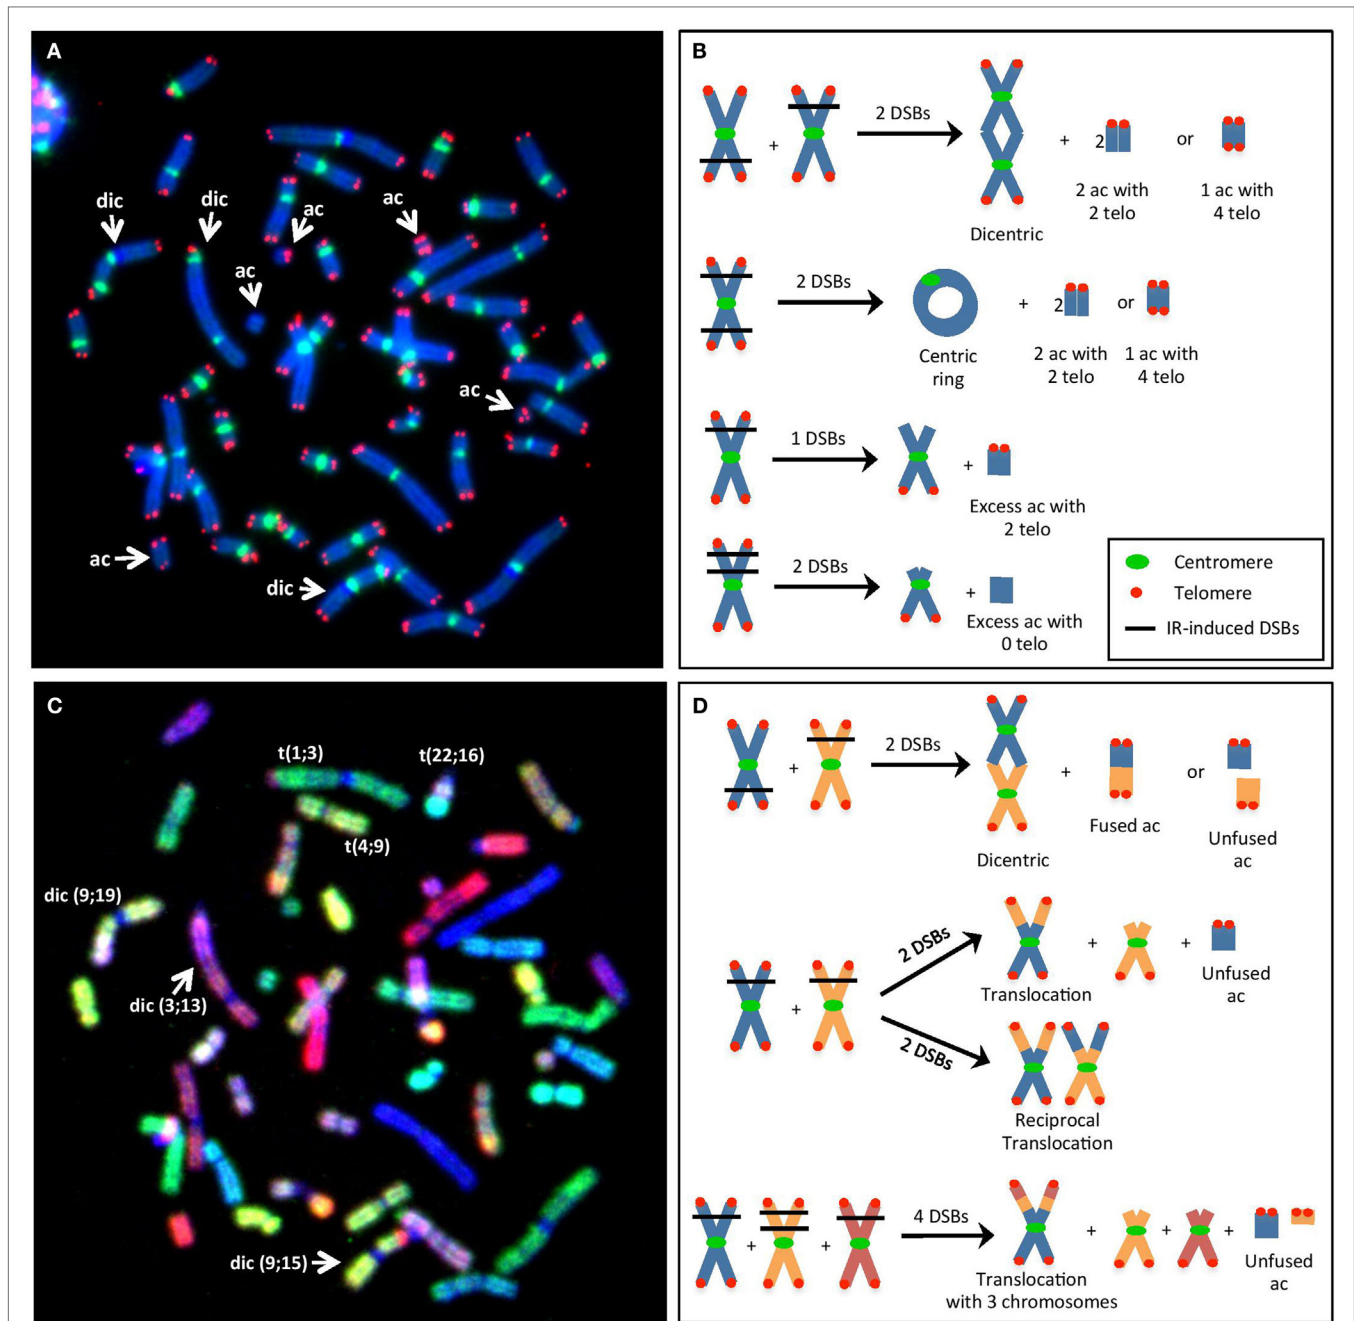 A
dic
dic
ac
ac
ac
ac
ac
dic
B
2 DSBs
+
+
2
or
2 ac with
2 telo
1 ac with
4 telo
Dicentric
2 DSBs
+
2
or
Centric
ring
2 ac with
2 telo
1 ac with
4 telo
1 DSBs
+
Excess ac with
2 telo
2 DSBs
+
Excess ac with
0 telo
Centromere
Telomere
IR-induced DSBs
C
t(1;3)
t(22;16)
t(4;9)
dic (9;19)
dic (3;13)
dic (9;15)
D
+
2 DSBs
+
or
Fused ac
Unfused
ac
Dicentric
+
2 DSBs
+
+
Translocation
Unfused
ac
2 DSBs
Reciprocal
Translocation
+
+
4 DSBs
+
+
+
Translocation
with 3 chromosomes
Unfused
ac